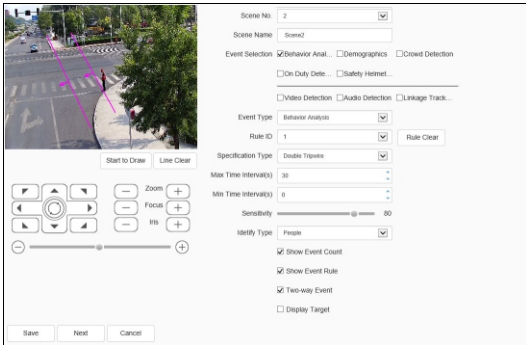 Scene No. 2
Scene Name Scene2
Event Selection Behavior Anal... Demographics Crowd Detection
On Duty Dete... Safety Helmet...
Video Detection Audio Detection Linkage Track...
Event Type Behavior Analysis
Rule ID 1 Rule Clear
Start to Draw Line Clear
Specification Type Double Tripwire
Max Time Interval(s) 30
Min Time Interval(s) 0
Zoom
Focus
Iris
Sensitivity 80
Idetify Type People
Show Event Count
Show Event Rule
Two-way Event
Display Target
Save Next Cancel